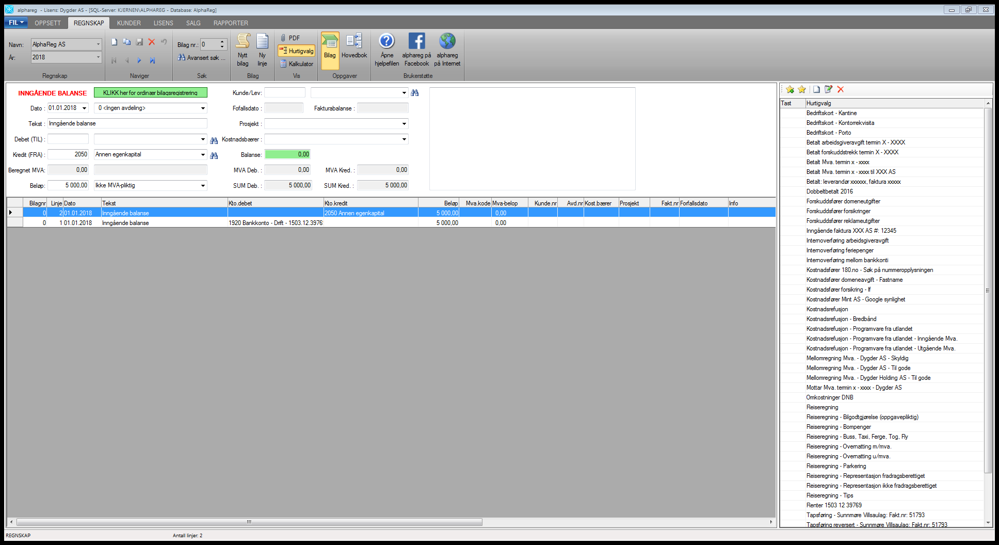 alphareg - Lisens: Dygder AS - [SQL-Server: KJERNEN\ALPHAREG - Database: AlphaReg]
FIL OPPSETT REGNSKAP KUNDER LISENS SALG RAPPORTER
Navn: AlphaReg AS
År: 2018
Regnskap
Naviger
Bilag nr.: 0
Avansert søk ...
Søk
Nytt bilag
Ny linje
Bilag
PDF
Hurtigvalg
Kalkulator
Vis
Bilag
Hovedbok
Oppgaver
Åpne hjelpefilen
alphareg på Facebook
alphareg på Internet
Brukerstøtte
INNGÅENDE BALANSE KLIKK her for ordinær bilagsregistrering Kunde/Lev:
Dato : 01.01.2018 0 <Ingen avdeling> Fofallsdato : Fakturabalanse :
Tekst : Inngående balanse Prosjekt :
Debet (TIL) : Kostnadsbærer :
Kredit (FRA) : 2050 Annen egenkapital Balanse: 0,00
Beregnet MVA: 0,00 MVA Deb. : 0,00 MVA Kred. : 0,00
Beløp: 5 000,00 Ikke MVA-pliktig SUM Deb. : 5 000,00 SUM Kred. : 5 000,00
Bilagnr Linje Dato Tekst Kto.debet Kto.kredit Beløp Mva.kode Mva-belop Kunde.nr Avd.nr Kost.bærer Prosjekt Fakt.nr Forfallsdato Info
0 2 01.01.2018 Inngående balanse 2050 Annen egenkapital 5 000,00 0,00
0 1 01.01.2018 Inngående balanse 1920 Bankkonto - Drift - 1503.12.3976 5 000,00 0,00
Tast Hurtigvalg
Bedriftskort - Kantine
Bedriftskort - Kontorrekvisita
Bedriftskort - Porto
Betalt arbeidsgiveravgift termin X - XXXX
Betalt forskuddstrekk termin X - XXXX
Betalt Mva. termin x - xxxx
Betalt Mva. termin x - xxxx til XXX AS
Betalt: leverandør xxxxxx, faktura xxxxx
Dobbeltbetalt 2016
Forskuddsfører domeneutgifter
Forskuddsfører forsikringer
Forskuddsfører reklameutgifter
Inngående faktura XXX AS #: 12345
Internoverføring arbeidsgiveravgift
Internoverføring feriepenger
Internoverføring mellom bankkonti
Kostnadsfører 180.no - Søk på nummeropplysningen
Kostnadsfører domeneavgift - Fastname
Kostnadsfører forsikring - If
Kostnadsfører Mint AS - Google synlighet
Kostnadsrefusjon
Kostnadsrefusjon - Bredbånd
Kostnadsrefusjon - Programvare fra utlandet
Kostnadsrefusjon - Programvare fra utlandet - Inngående Mva.
Kostnadsrefusjon - Programvare fra utlandet - Utgående Mva.
Mellomregning Mva. - Dygder AS - Skyldig
Mellomregning Mva. - Dygder AS - Til gode
Mellomregning Mva. - Dygder Holding AS - Til gode
Mottar Mva. termin x - xxxx - Dygder AS
Omkostninger DNB
Reiseregning
Reiseregning - Bilgodtgjørelse (oppgavepliktig)
Reiseregning - Bompenger
Reiseregning - Buss, Taxi, Ferge, Tog, Fly
Reiseregning - Overnatting m/mva.
Reiseregning - Overnatting u/mva.
Reiseregning - Parkering
Reiseregning - Representasjon fradragsberettiget
Reiseregning - Representasjon ikke fradragsberettiget
Reiseregning - Tips
Renter 1503 12 39769
Tapsføring - Sunnmøre Villsaulag: Fakt.nr: 51793
Tapsføring reversert - Sunnmøre Villsaulag: Fakt.nr: 51793
REGNSKAP Antall linjer: 2